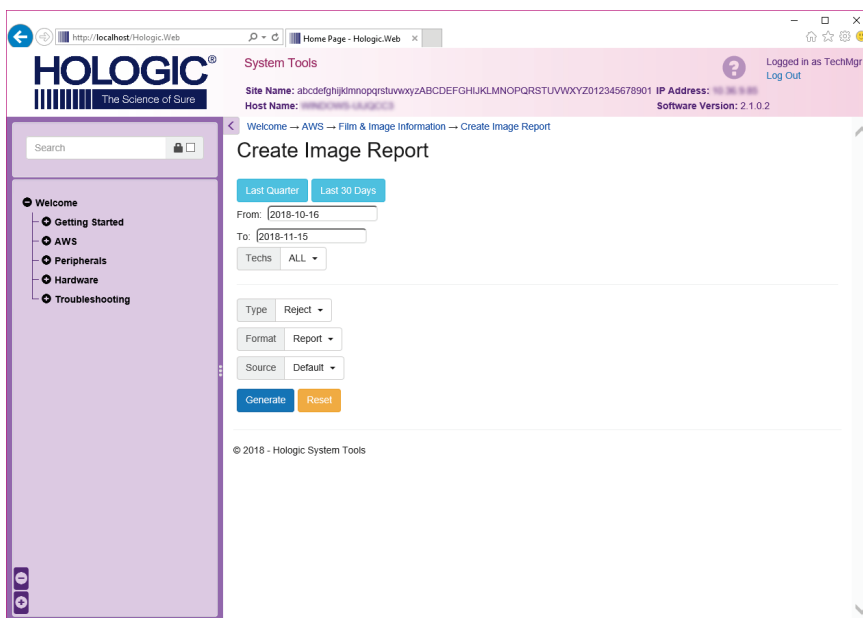 http://localhost/Hologic.Web
Home Page - Hologic.Web
HOLOGIC®
The Science of Sure
System Tools
Logged in as TechMgr
Log Out
Site Name: abcdefghijklmnopqrstuvwxyzABCDEFGHIJKLMNOPQRSTUVWXYZ012345678901 IP Address:
Host Name:
Software Version: 2.1.0.2
Search
Welcome → AWS → Film & Image Information → Create Image Report
Create Image Report
Welcome
Getting Started
AWS
Peripherals
Hardware
Troubleshooting
Last Quarter Last 30 Days
From: 2018-10-16
To: 2018-11-15
Techs ALL
Type Reject
Format Report
Source Default
Generate Reset
© 2018 - Hologic System Tools